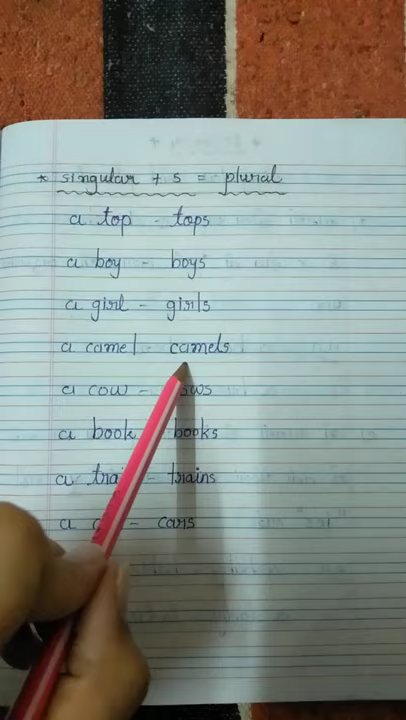 * singular + s = plural
a top - tops
a boy - boys
a girl - girls
a camel - camels
a cow -
a book books
a - trains
a - cars